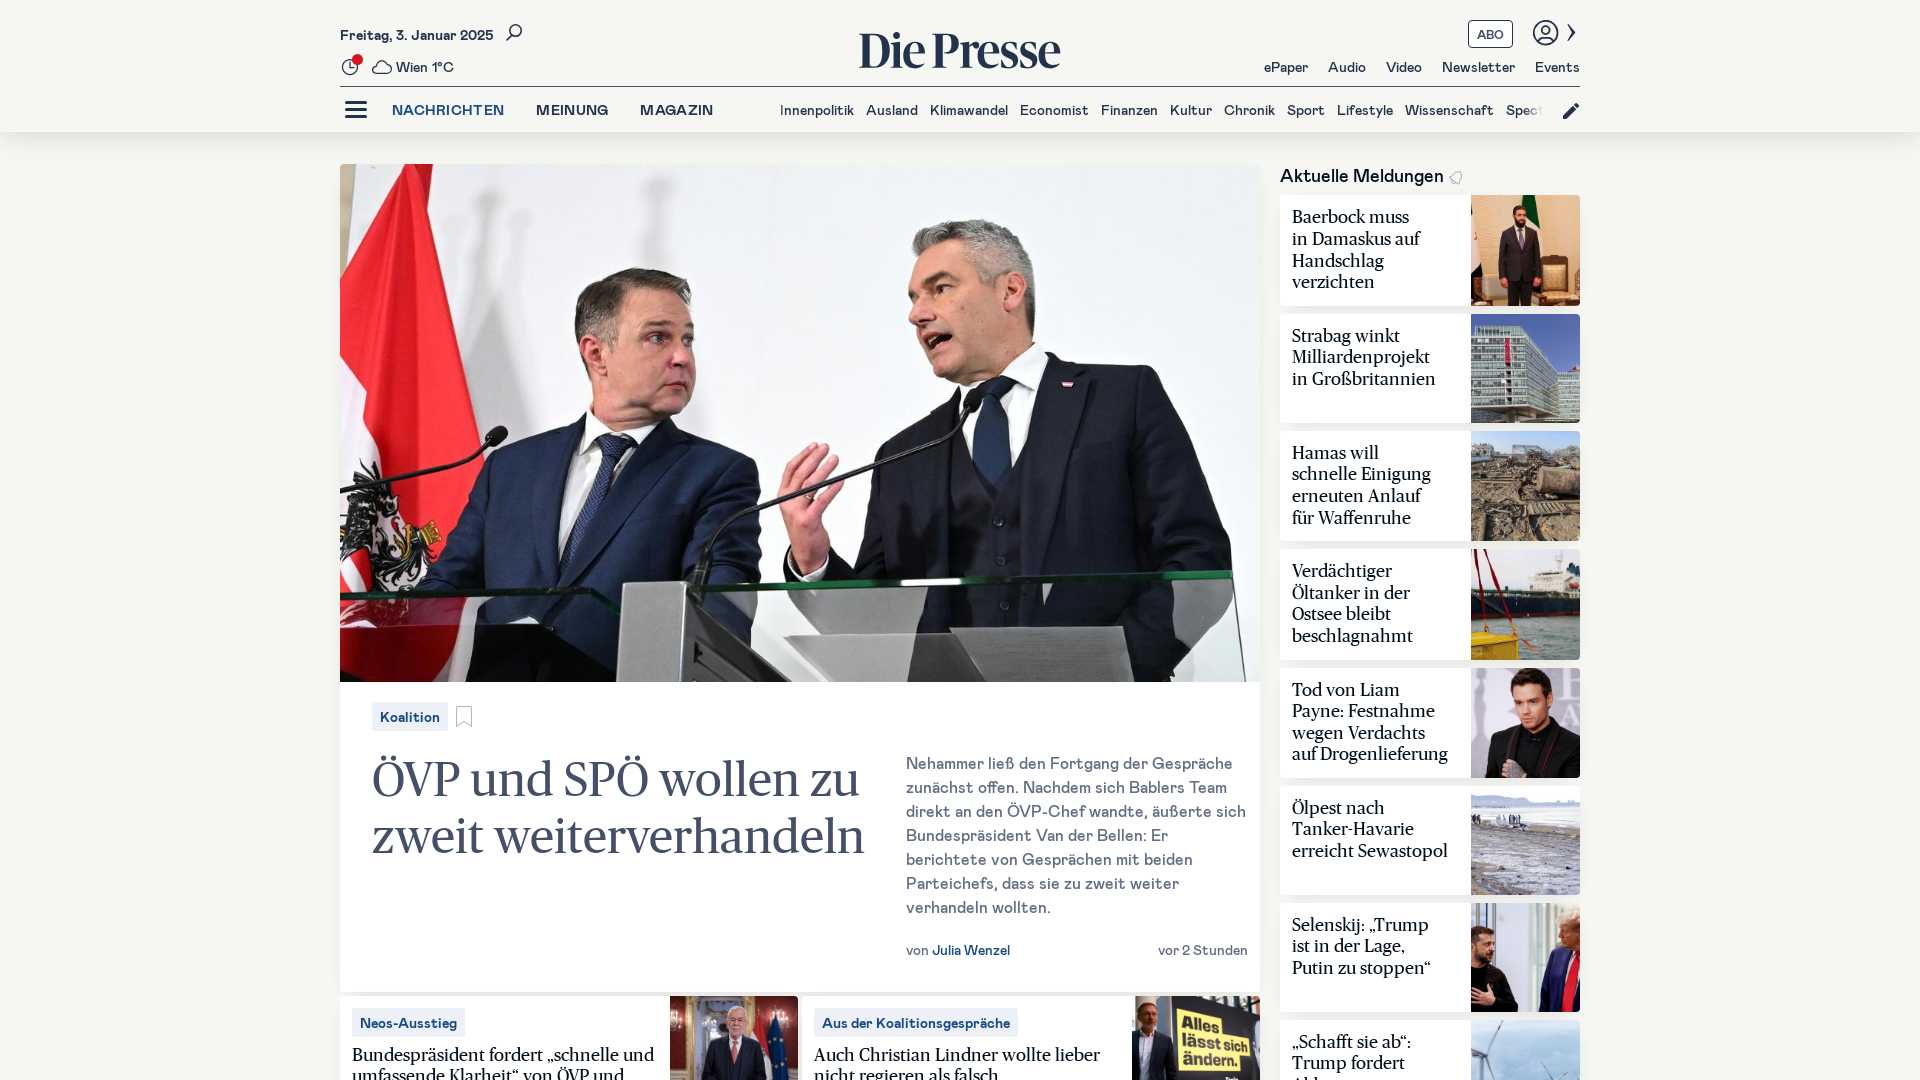 Freitag, 3. Januar 2025
Wien 1°C
Die Presse
ABO
ePaper Audio Video Newsletter Events
NACHRICHTEN MEINUNG MAGAZIN
Innenpolitik Ausland Klimawandel Economist Finanzen Kultur Chronik Sport Lifestyle Wissenschaft Spect
Koalition
ÖVP und SPÖ wollen zu
zweit weiterverhandeln
Nehammer ließ den Fortgang der Gespräche
zunächst offen. Nachdem sich Bablers Team
direkt an den ÖVP-Chef wandte, äußerte sich
Bundespräsident Van der Bellen: Er
berichtete von Gesprächen mit beiden
Parteichefs, dass sie zu zweit weiter
verhandeln wollten.
von Julia Wenzel
vor 2 Stunden
Neos-Ausstieg
Bundespräsident fordert „schnelle und
umfassende Klarheit“ von ÖVP und
Aus der Koalitionsgespräche
Auch Christian Lindner wollte lieber
nicht regieren als falsch
Alles
lässt sich
ändern.
Aktuelle Meldungen
Baerbock muss
in Damaskus auf
Handschlag
verzichten
Strabag winkt
Milliardenprojekt
in Großbritannien
Hamas will
schnelle Einigung
erneuten Anlauf
für Waffenruhe
Verdächtiger
Öltanker in der
Ostsee bleibt
beschlagnahmt
Tod von Liam
Payne: Festnahme
wegen Verdachts
auf Drogenlieferung
Ölpest nach
Tanker-Havarie
erreicht Sewastopol
Selenskij: „Trump
ist in der Lage,
Putin zu stoppen“
„Schafft sie ab“:
Trump fordert